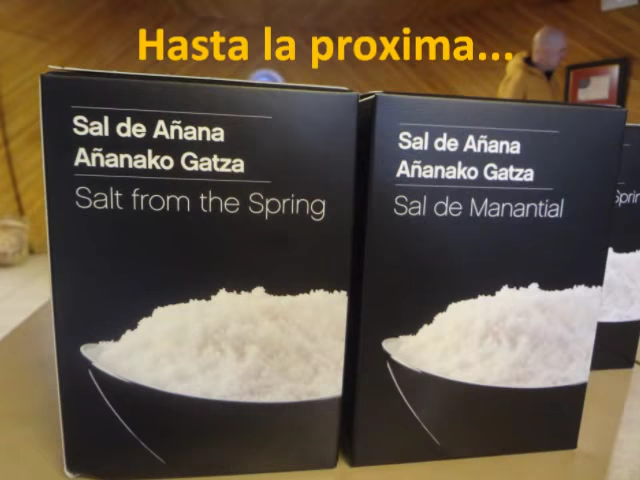 Hasta la proxima...
Sal de Añana
Añanako Gatza
Salt from the Spring
Sal de Añana
Añanako Gatza
Sal de Manantial